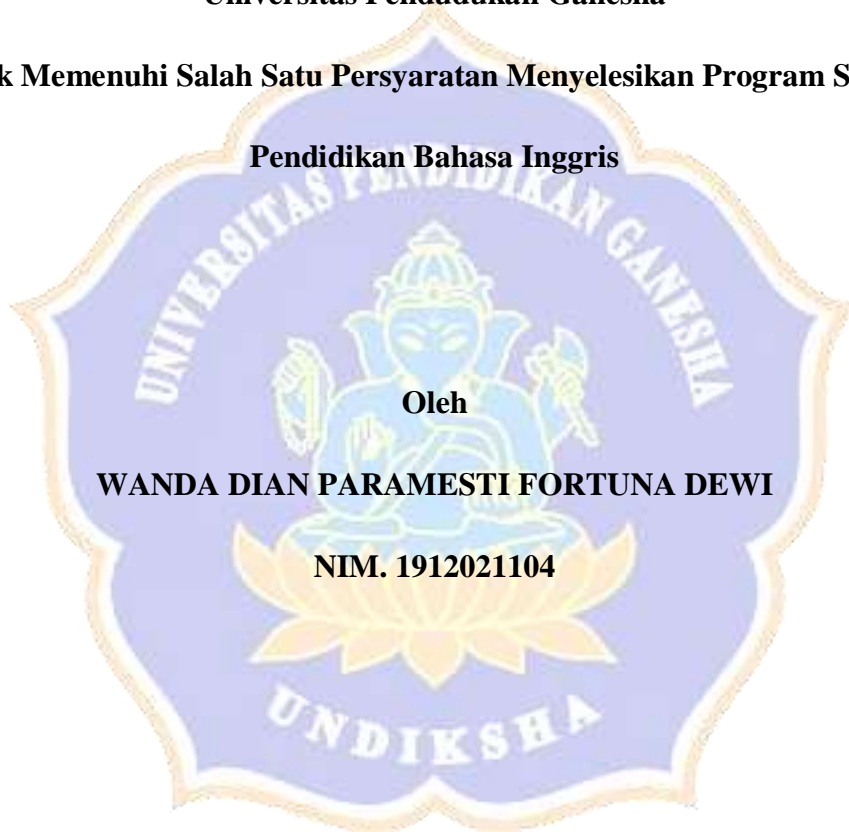 Universitas Ganesha
k Memenuhi Salah Satu Persyaratan Menyelesikan Program S
Pendidikan Bahasa Inggris
UNIVERSITAS PENDIDIKAN GANESHA
Oleh
WANDA DIAN PARAMESTI FORTUNA DEWI
NIM. 1912021104
UNDIKSHA